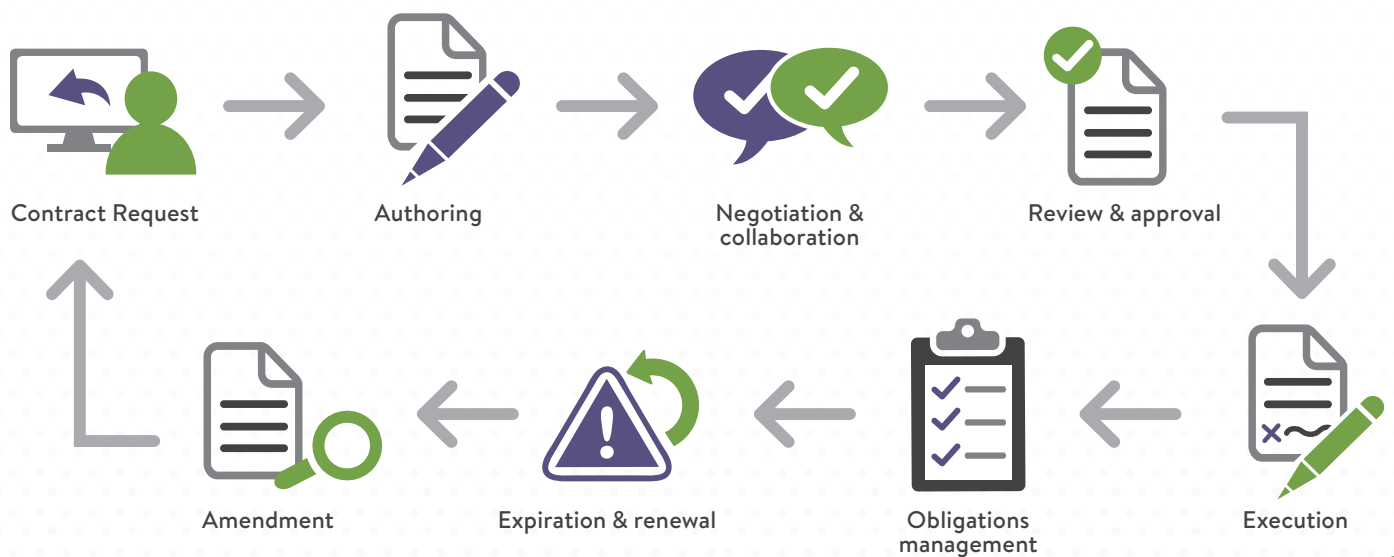 Contract Request
Authoring
Negotiation &
collaboration
Review & approval
Amendment
Expiration & renewal
Obligations
management
Execution